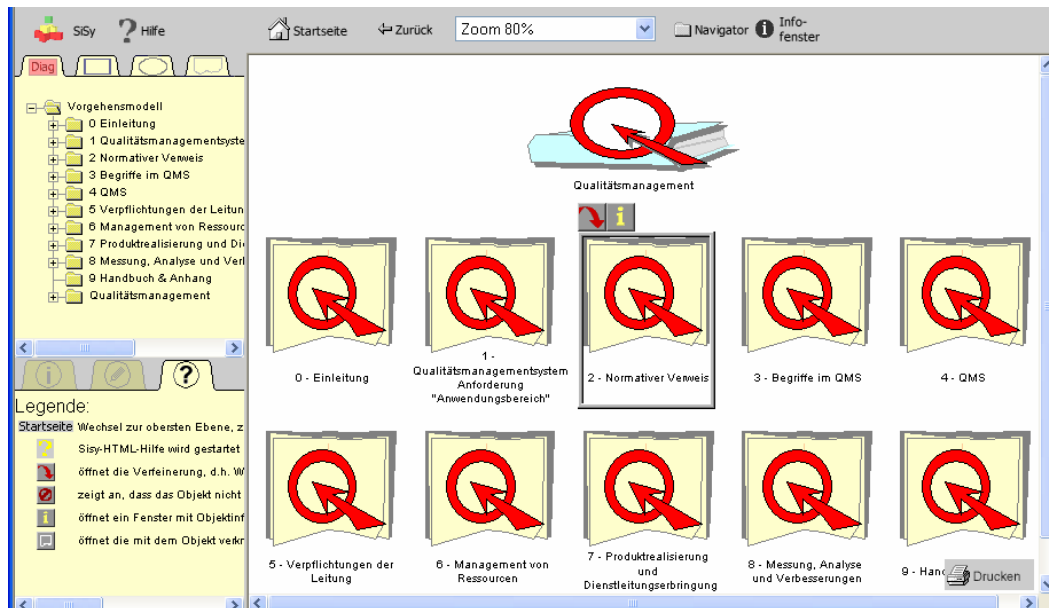 SiSy
Hilfe
Startseite
Zurück
Zoom 80%
Navigator
Info-
fenster
Diag
Vorgehensmodell
0 Einleitung
1 Qualitätsmanagementsyste
2 Normativer Verweis
3 Begriffe im QMS
4 QMS
5 Verpflichtungen der Leitun
6 Management von Ressourc
7 Produktrealisierung und Di
8 Messung, Analyse und Ver
9 Handbuch & Anhang
Qualitätsmanagement
Legende:
Startseite Wechsel zur obersten Ebene, z
Sisy-HTML-Hilfe wird gestartet
öffnet die Verfeinerung, d.h. W
zeigt an, dass das Objekt nicht
öffnet ein Fenster mit Objektinf
öffnet die mit dem Objekt verkr
Qualitätsmanagement
0 - Einleitung
1 -
Qualitätsmanagementsystem
Anforderung
"Anwendungsbereich"
2 - Normativer Verweis
3 - Begriffe im QMS
4 - QMS
5 - Verpflichtungen der
Leitung
6 - Management von
Ressourcen
7 - Produktrealisierung
und
Dienstleitungserbringung
8 - Messung, Analyse
und Verbesserungen
9 - Hand
Drucken